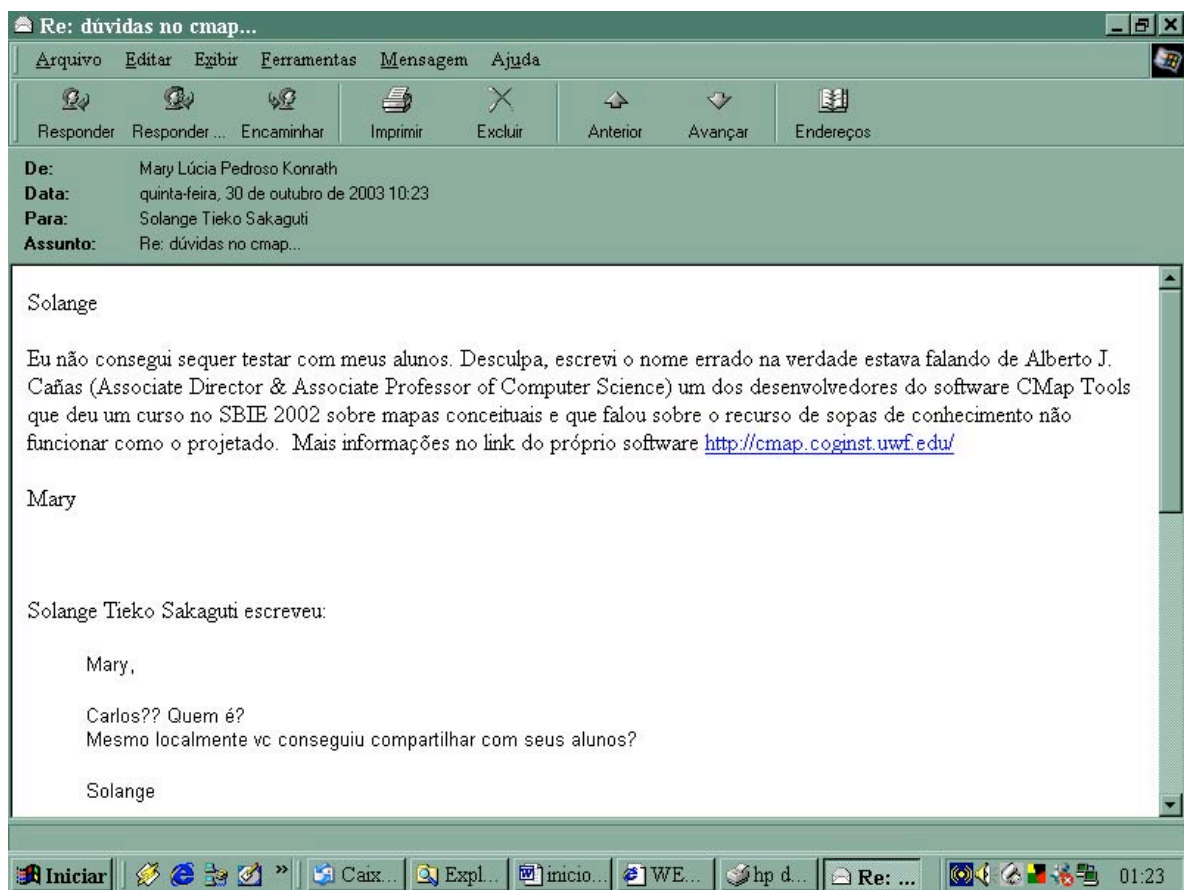 Re: dúvidas no cmap...
Arquivo Editar Exibir Ferramentas Mensagem Ajuda
Responder Responder ... Encaminhar Imprimir Excluir Anterior Avançar Endereços
De: Mary Lúcia Pedroso Konrath
Data: quinta-feira, 30 de outubro de 2003 10:23
Para: Solange Tieko Sakaguti
Assunto: Re: dúvidas no cmap...
Solange
Eu não consegui sequer testar com meus alunos. Desculpa, escrevi o nome errado na verdade estava falando de Alberto J.
Cañas (Associate Director & Associate Professor of Computer Science) um dos desenvolvedores do software CMap Tools
que deu um curso no SBIE 2002 sobre mapas conceituais e que falou sobre o recurso de sopas de conhecimento não
funcionar como o projetado. Mais informações no link do próprio software http://cmap.coginst.uwf.edu/
Mary
Solange Tieko Sakaguti escreveu:
Mary,
Carlos?? Quem é?
Mesmo localmente vc conseguiu compartilhar com seus alunos?
Solange
Iniciar » Caix... Expl... inicio... WE... hp d... Re: ... 01:23